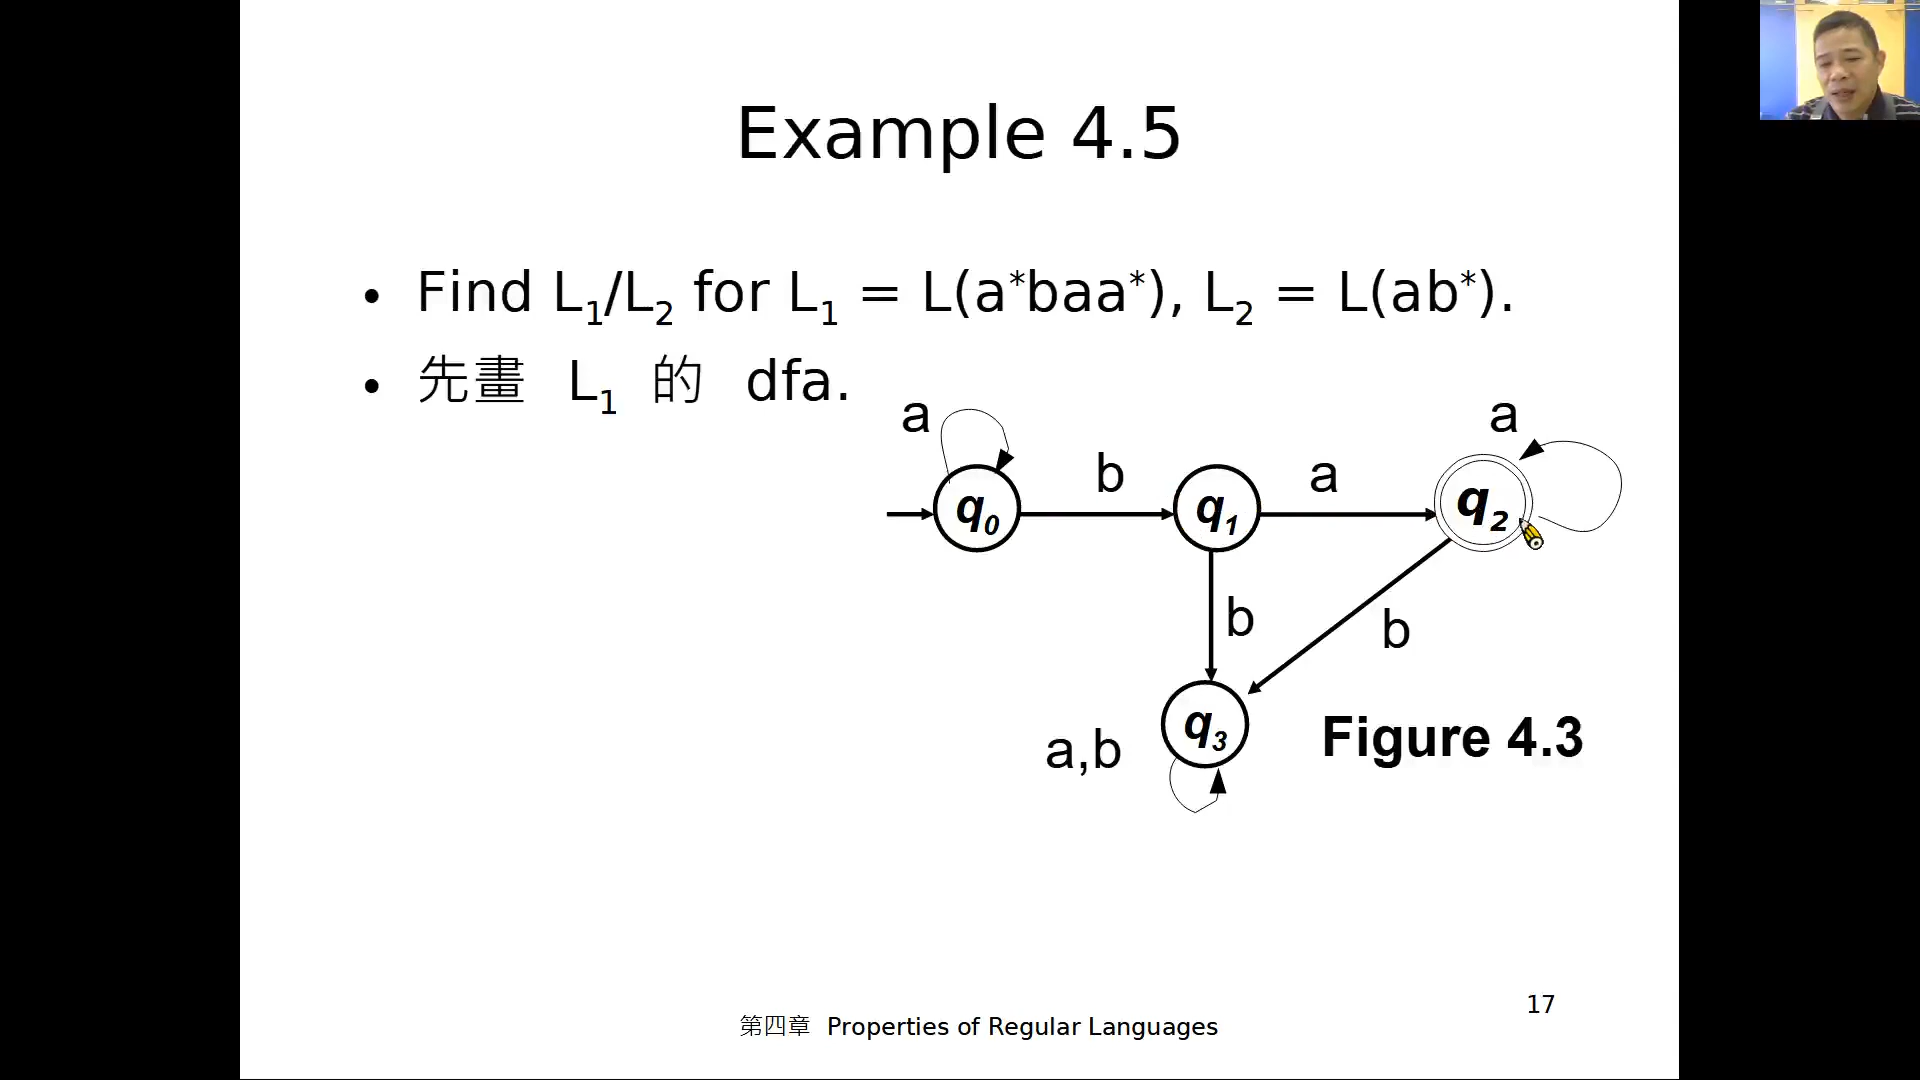 Example 4.5
• Find L₁/L₂ for L₁ = L(a*baa*), L₂ = L(ab*).
• 先畫 L₁ 的 dfa.
a
a
b
a
q₀
q₁
q₂
b
b
q₃
a,b
Figure 4.3
17
第四章 Properties of Regular Languages